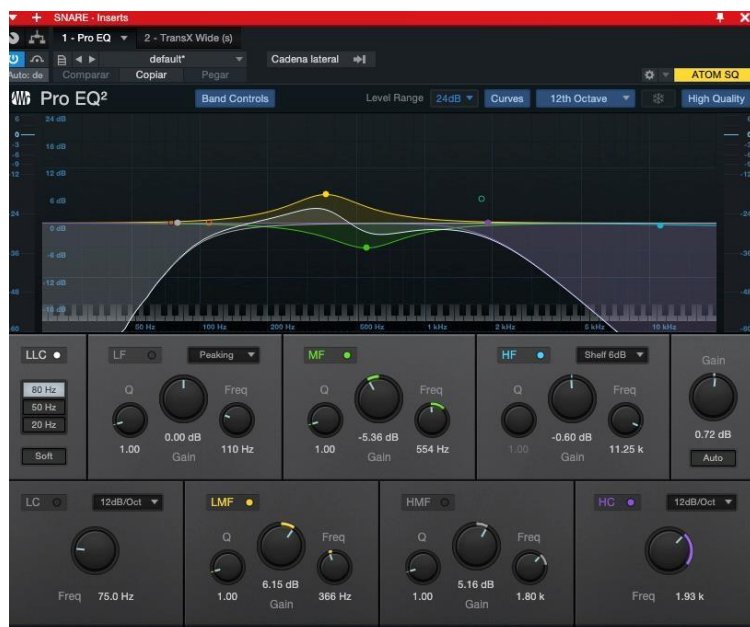 SNARE - Inserts
1 - Pro EQ 2 - TransX Wide (s)
default* Cadena lateral
Auto: de Comparar Copiar Pegar ATOM SQ
Pro EQ² Band Controls Level Range 24dB Curves 12th Octave High Quality
24 dB
18 dB
12 dB
6 dB
0 dB
-6 dB
-12 dB
-18 dB
50 Hz 100 Hz 200 Hz 500 Hz 1 kHz 2 kHz 5 kHz 10 kHz
LLC LF Peaking MF HF Shelf 6dB Gain
80 Hz Q Freq Q Freq Q Freq
50 Hz
20 Hz
0.00 dB -5.36 dB -0.60 dB 0.72 dB
1.00 110 Hz 1.00 554 Hz 1.00 11.25 k
Soft Gain Gain Gain Auto
LC 12dB/Oct LMF HMF HC 12dB/Oct
Q Freq Q Freq
6.15 dB 5.16 dB
Freq 75.0 Hz 1.00 366 Hz 1.00 1.80 k Freq 1.93 k
Gain Gain